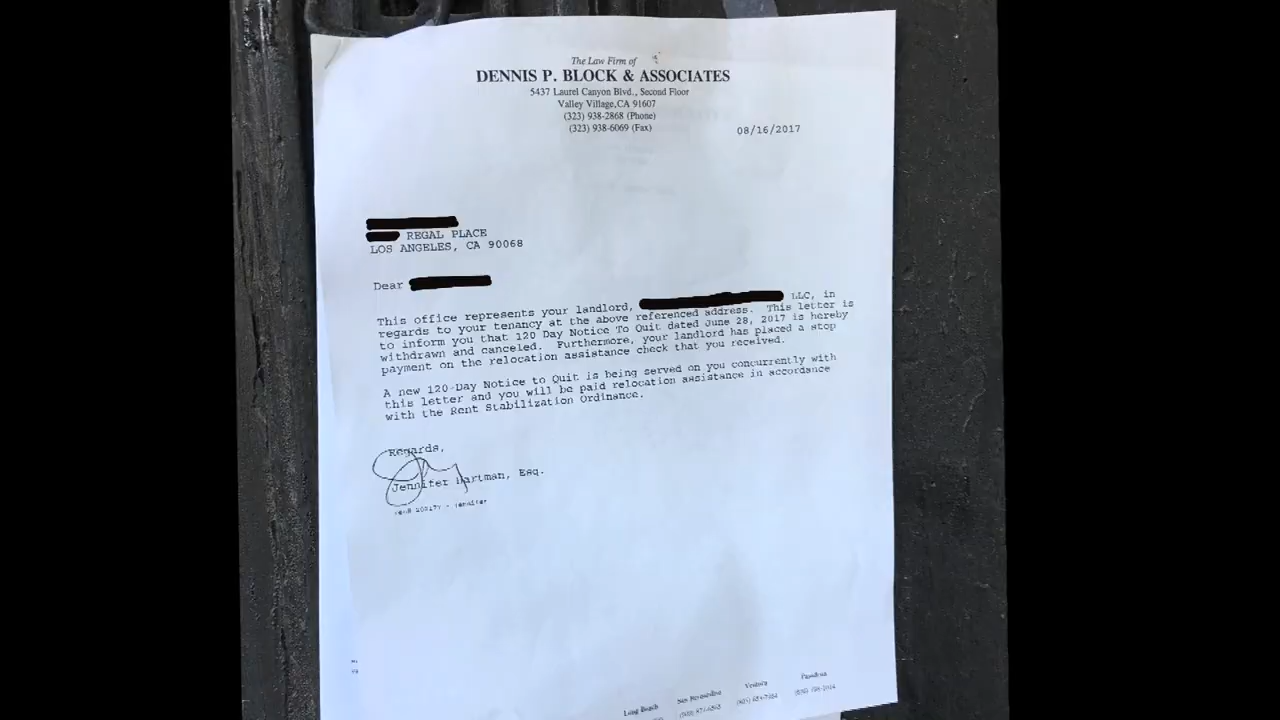 The Law Firm of
DENNIS P. BLOCK & ASSOCIATES
5437 Laurel Canyon Blvd., Second Floor
Valley Village,CA 91607
(323) 938-2868 (Phone)
(323) 938-6069 (Fax)
08/16/2017
REGAL PLACE
LOS ANGELES, CA 90068
Dear
This office represents your landlord, LLC, in
regards to your tenancy at the above referenced address. This letter is
to inform you that 120 Day Notice To Quit dated June 28, 2017 is hereby
withdrawn and canceled. Furthermore, your landlord has placed a stop
payment on the relocation assistance check that you received.
A new 120-Day Notice to Quit is being served on you concurrently with
this letter and you will be paid relocation assistance in accordance
with the Rent Stabilization Ordinance.
Regards,
Jennifer Hartman, Esq.
Long Beach
San Bernardino
Ventura
Pasadena